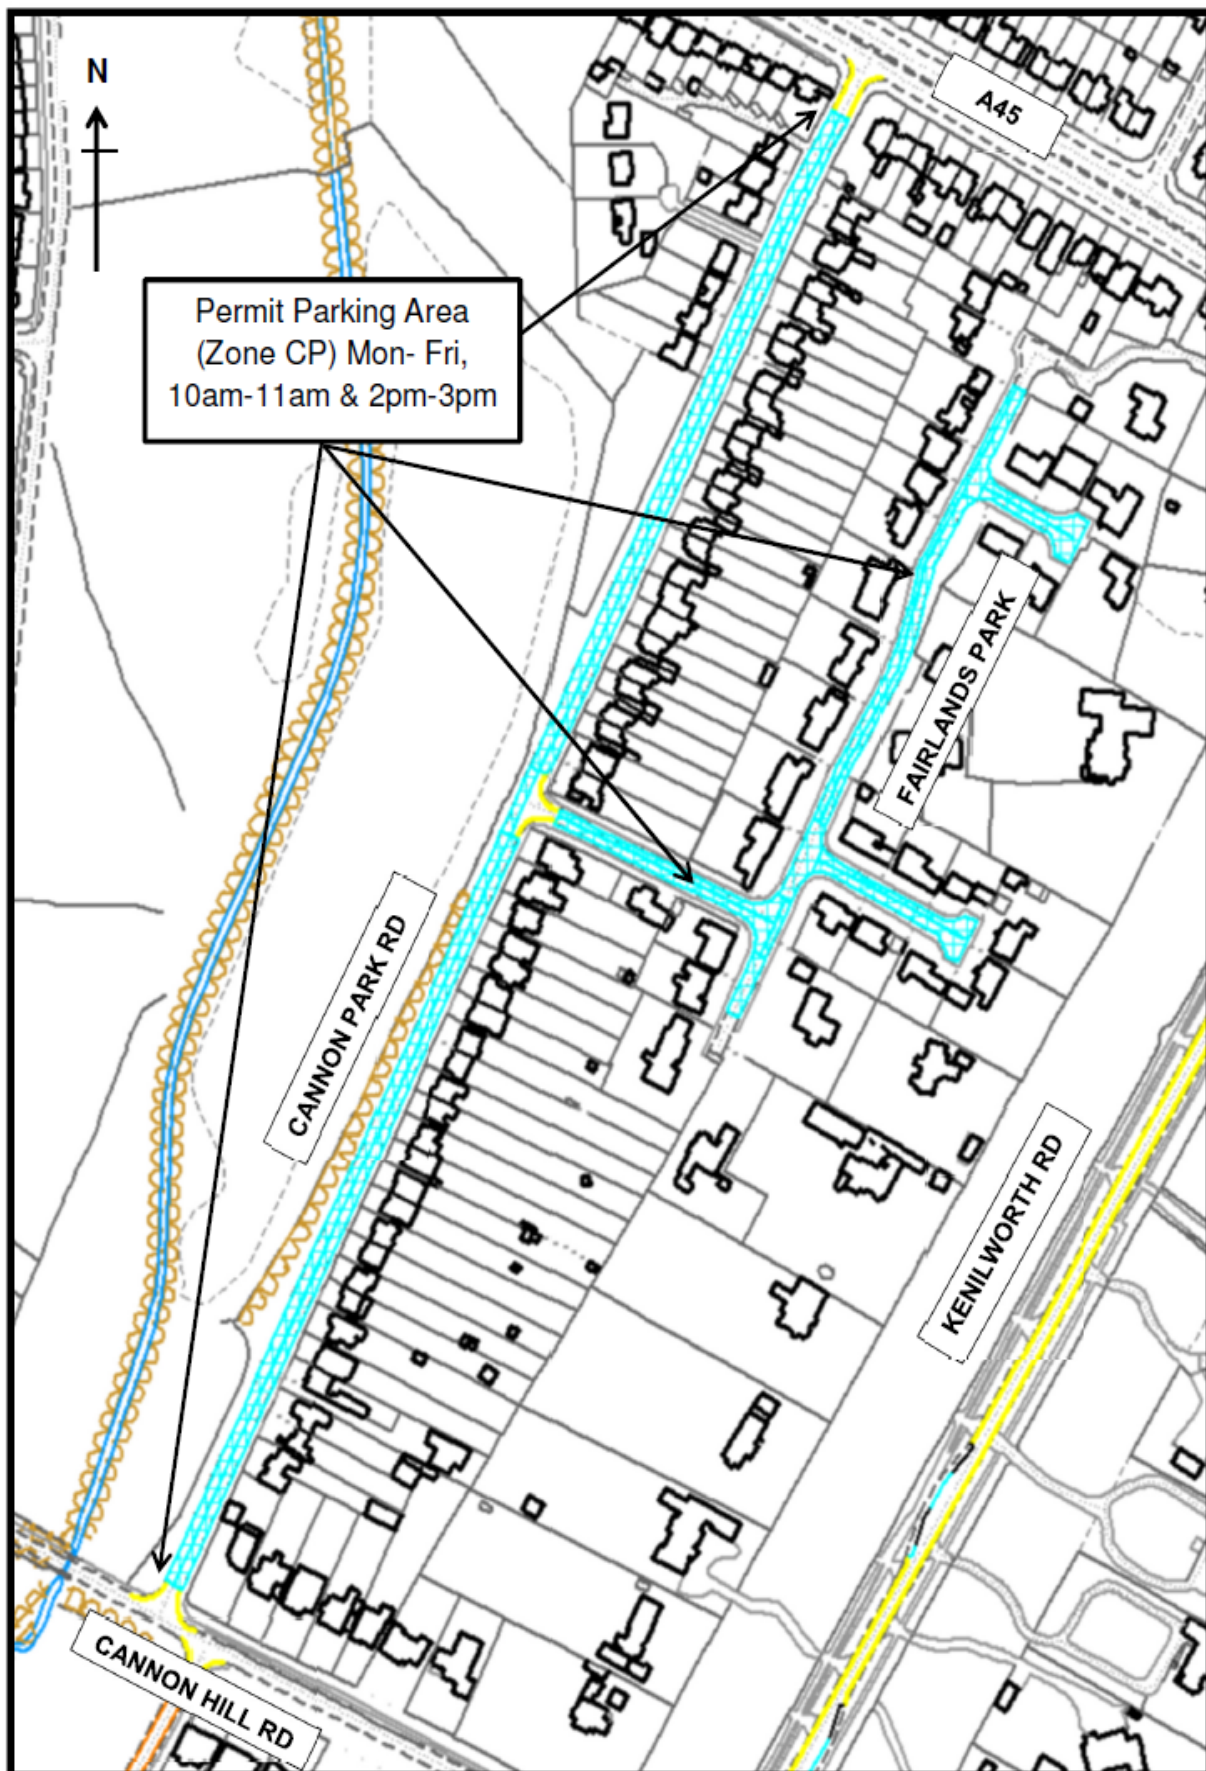 N
A45
Permit Parking Area
(Zone CP) Mon- Fri,
10am-11am & 2pm-3pm
FAIRLANDS PARK
CANNON PARK RD
KENILWORTH RD
CANNON HILL RD